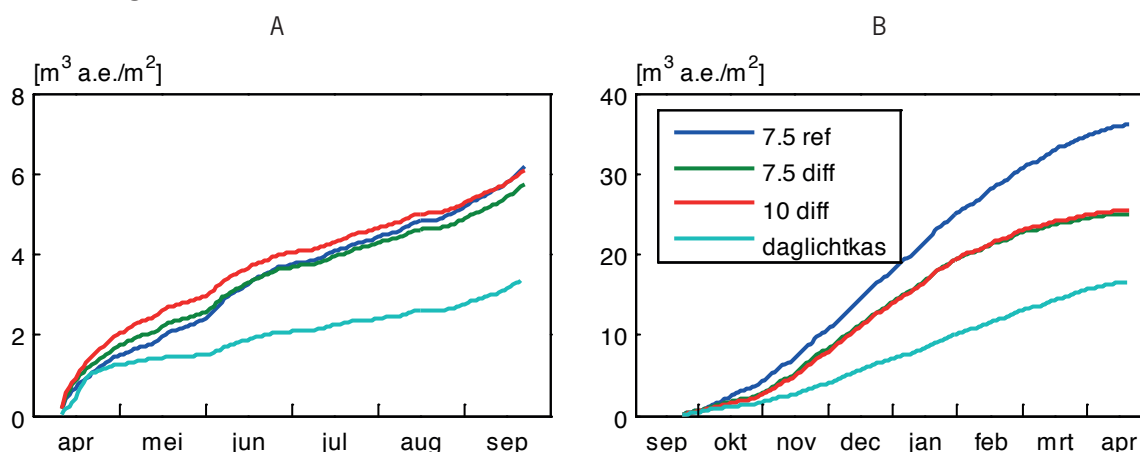 A
[m³ a.e./m²]
8
6
4
2
0
apr mei jun jul aug sep
B
[m³ a.e./m²]
40
30
20
10
0
7.5 ref
7.5 diff
10 diff
daglichtkas
sep okt nov dec jan feb mrt apr